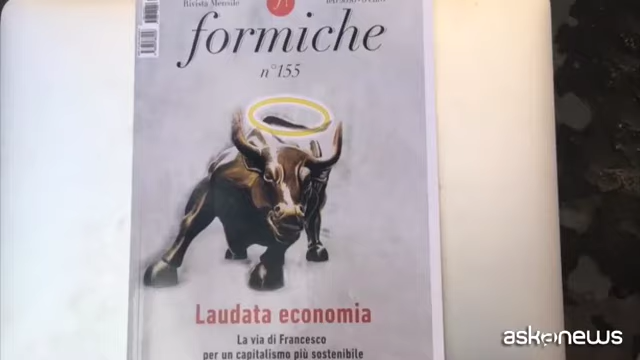 Rivista Mensile
formiche
n°155
Laudata economia
La via di Francesco
per un capitalismo più sostenibile
askanews